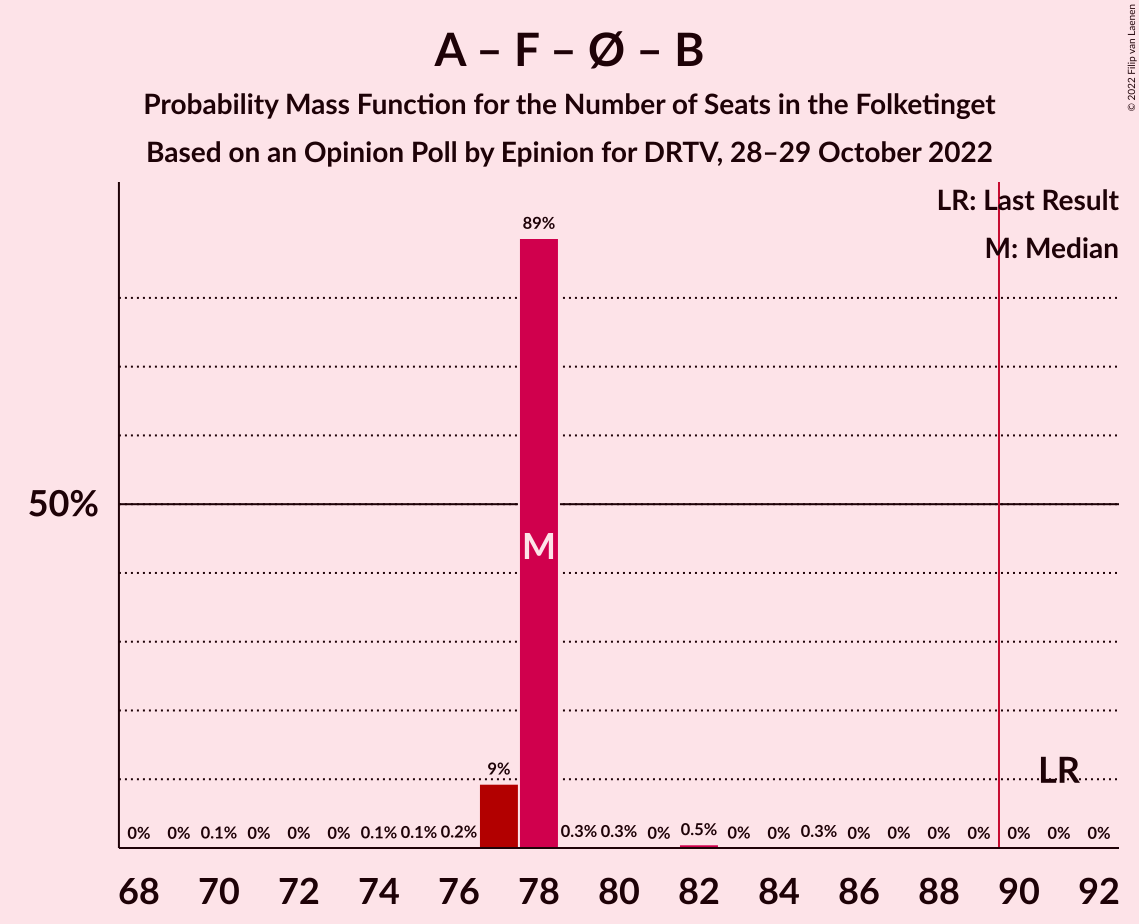 A – F – Ø – B
Probability Mass Function for the Number of Seats in the Folketinget
Based on an Opinion Poll by Epinion for DRTV, 28–29 October 2022
© 2022 Filip van Laenen
LR: Last Result
M: Median
89%
50%
M
9%
LR
0% 0% 0.1% 0% 0% 0% 0.1% 0.1% 0.2% 0.3% 0.3% 0% 0.5% 0% 0% 0.3% 0% 0% 0% 0% 0% 0% 0%
68 70 72 74 76 78 80 82 84 86 88 90 92